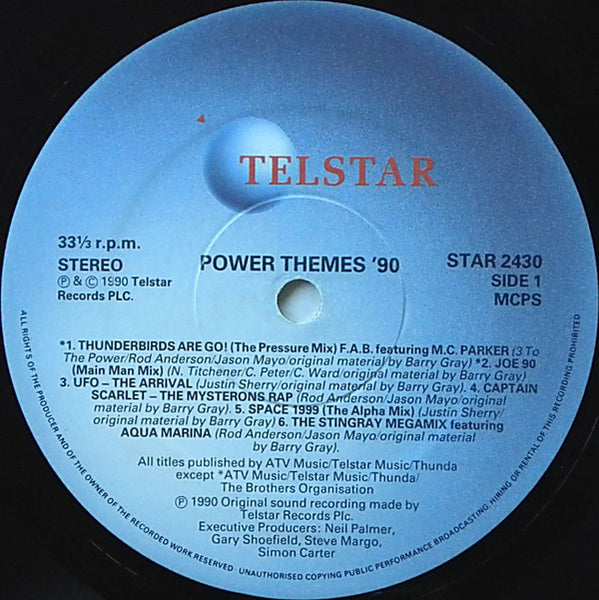 TELSTAR
33⅓ r.p.m.
STEREO
Ⓟ & © 1990 Telstar
Records PLC.
POWER THEMES '90
STAR 2430
SIDE 1
MCPS
*1. THUNDERBIRDS ARE GO! (The Pressure Mix) F.A.B. featuring M.C. PARKER (3 To
The Power/Rod Anderson/Jason Mayo/original material by Barry Gray) *2. JOE 90
(Main Man Mix) (N. Titchener/C. Peter/C. Ward/original material by Barry Gray)
3. UFO – THE ARRIVAL (Justin Sherry/original material by Barry Gray). 4. CAPTAIN
SCARLET – THE MYSTERONS RAP (Rod Anderson/Jason Mayo/original
material by Barry Gray). 5. SPACE 1999 (The Alpha Mix) (Justin Sherry/
original material by Barry Gray) 6. THE STINGRAY MEGAMIX featuring
AQUA MARINA (Rod Anderson/Jason Mayo/original material
by Barry Gray).
All titles published by ATV Music/Telstar Music/Thunda
except *ATV Music/Telstar Music/Thunda/
The Brothers Organisation
Ⓟ 1990 Original sound recording made by
Telstar Records Plc.
Executive Producers: Neil Palmer,
Gary Shoefield, Steve Margo,
Simon Carter
ALL RIGHTS OF THE PRODUCER AND OF THE OWNER OF THE RECORDED WORK RESERVED · UNAUTHORISED COPYING PUBLIC PERFORMANCE BROADCASTING HIRING OR RENTAL OF THIS RECORDING PROHIBITED